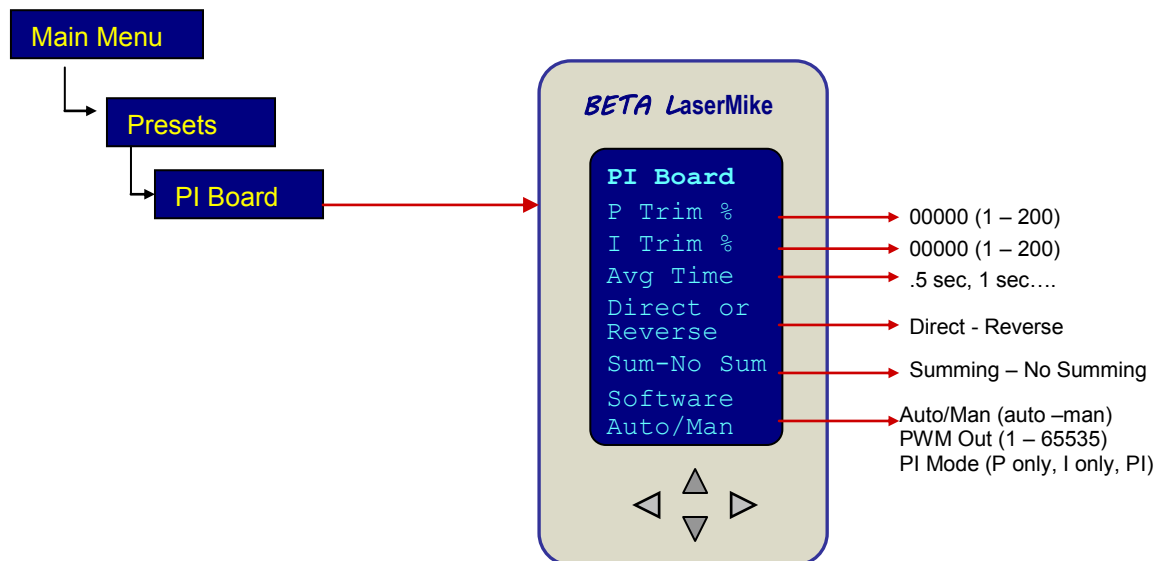 Main Menu
Presets
PI Board
BETA LaserMike
PI Board
P Trim %
I Trim %
Avg Time
Direct or
Reverse
Sum-No Sum
Software
Auto/Man
00000 (1 – 200)
00000 (1 – 200)
.5 sec, 1 sec….
Direct - Reverse
Summing – No Summing
Auto/Man (auto –man)
PWM Out (1 – 65535)
PI Mode (P only, I only, PI)